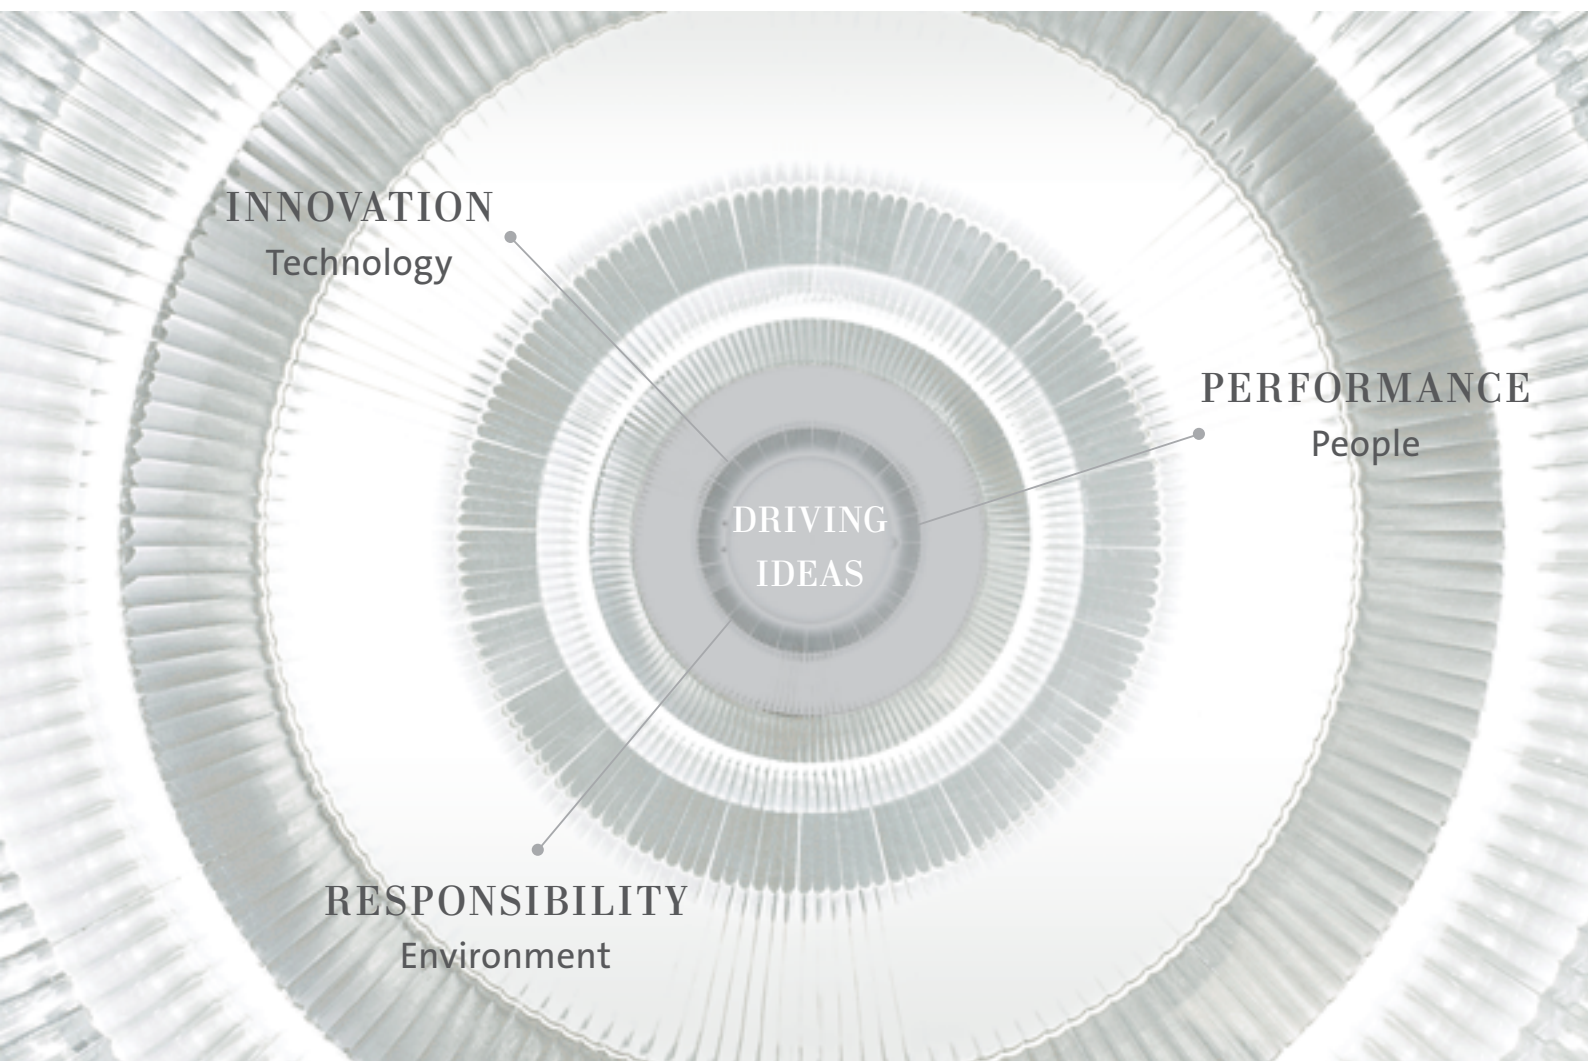 INNOVATION
Technology
PERFORMANCE
People
DRIVING
IDEAS
RESPONSIBILITY
Environment